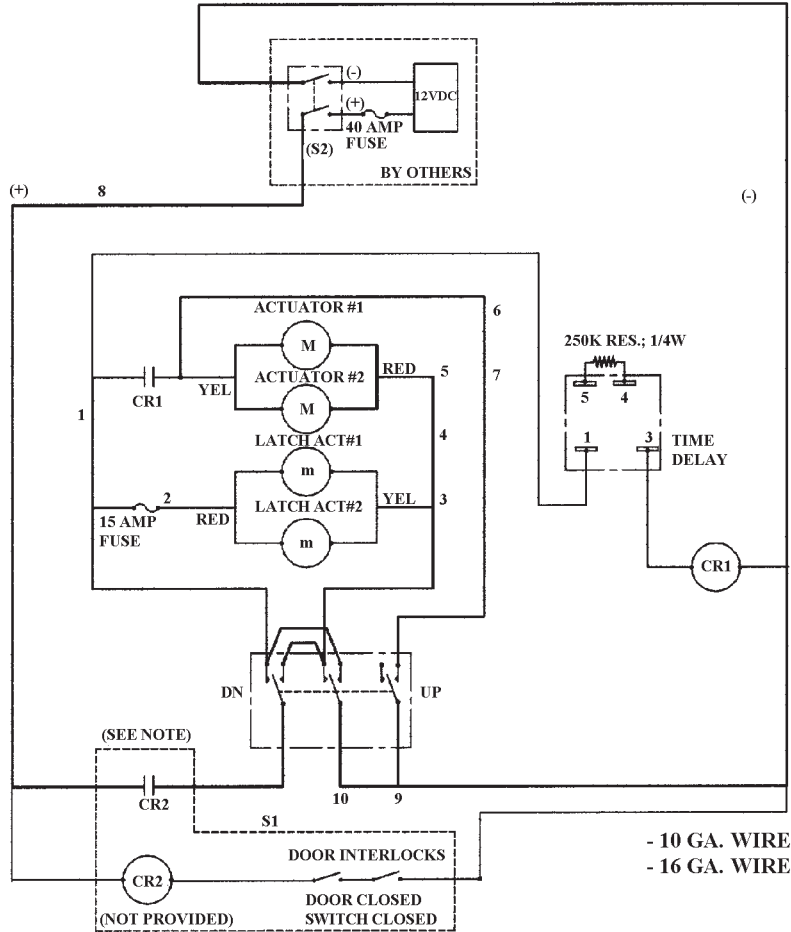 (-)
12VDC
(+)
40 AMP
FUSE
(S2)
BY OTHERS
(+)
8
(-)
ACTUATOR #1
6
M
250K RES.; 1/4W
RED
5
7
ACTUATOR #2
YEL
CR1
M
5
4
1
LATCH ACT#1
4
1
3
TIME
DELAY
m
2
LATCH ACT#2
YEL
3
15 AMP
FUSE
RED
m
CR1
DN
UP
(SEE NOTE)
CR2
10
9
S1
- 10 GA. WIRE
DOOR INTERLOCKS
- 16 GA. WIRE
CR2
DOOR CLOSED
SWITCH CLOSED
(NOT PROVIDED)